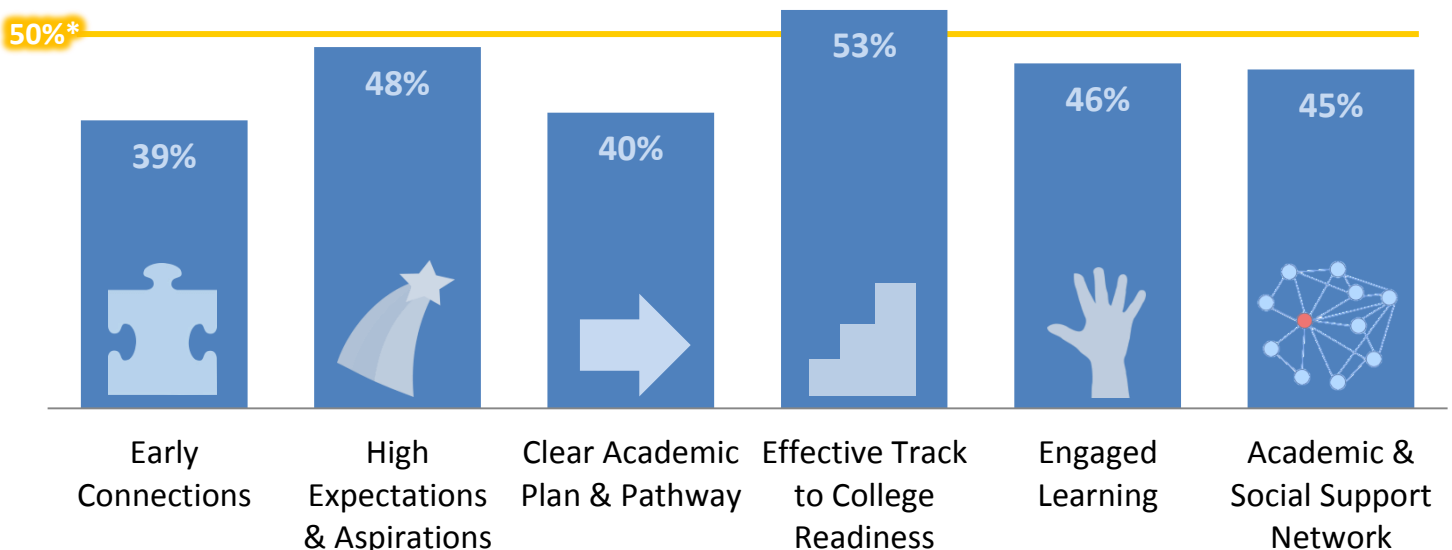 50%*
39%
48%
40%
53%
46%
45%
Early
Connections
High
Expectations
& Aspirations
Clear Academic
Plan & Pathway
Effective Track
to College
Readiness
Engaged
Learning
Academic &
Social Support
Network